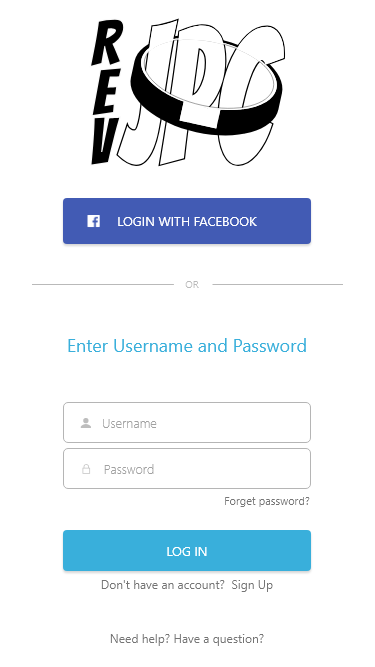 REV
JPC
LOGIN WITH FACEBOOK
OR
Enter Username and Password
Username
Password
Forget password?
LOG IN
Don't have an account? Sign Up
Need help? Have a question?